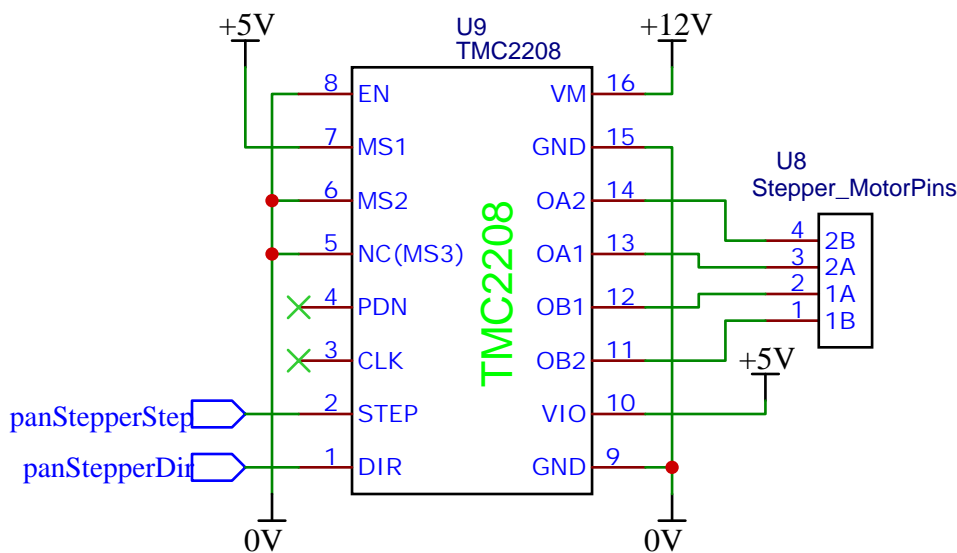 +5V
U9
TMC2208
+12V
8 EN
VM 16
7 MS1
GND 15
6 MS2
OA2 14
5 NC(MS3)
OA1 13
4 PDN
OB1 12
3 CLK
OB2 11
2 STEP
VIO 10
1 DIR
GND 9
TMC2208
U8
Stepper_MotorPins
4 2B
3 2A
2 1A
1 1B
+5V
panStepperStep
panStepperDir
0V
0V